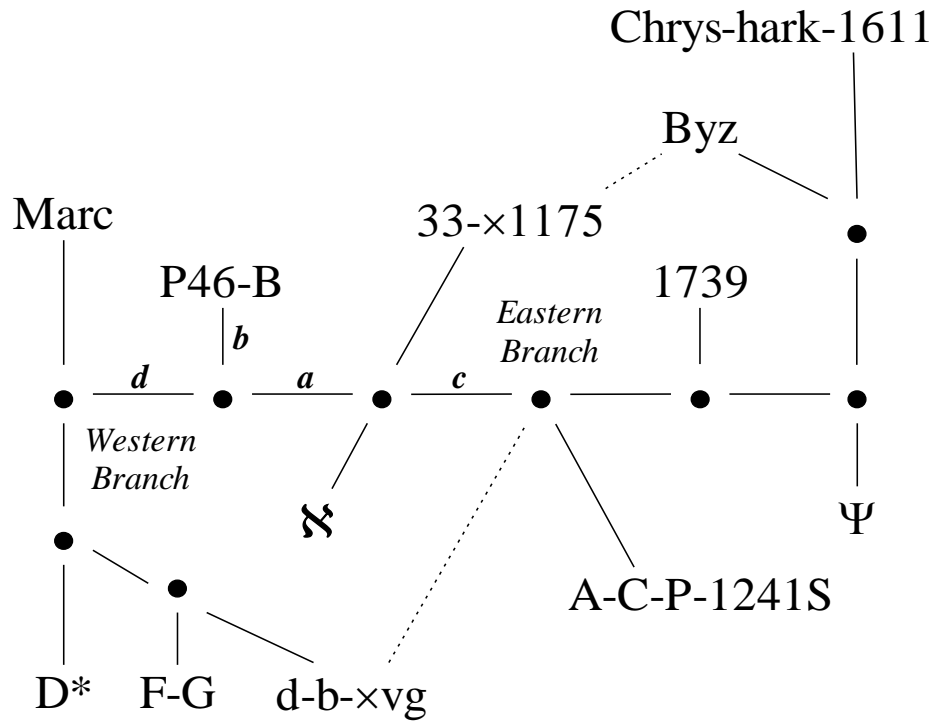 Chrys-hark-1611
Byz
Marc
33-×1175
P46-B
1739
Eastern
Branch
b
d
a
c
Western
Branch
ℵ
Ψ
A-C-P-1241S
D*
F-G
d-b-×vg